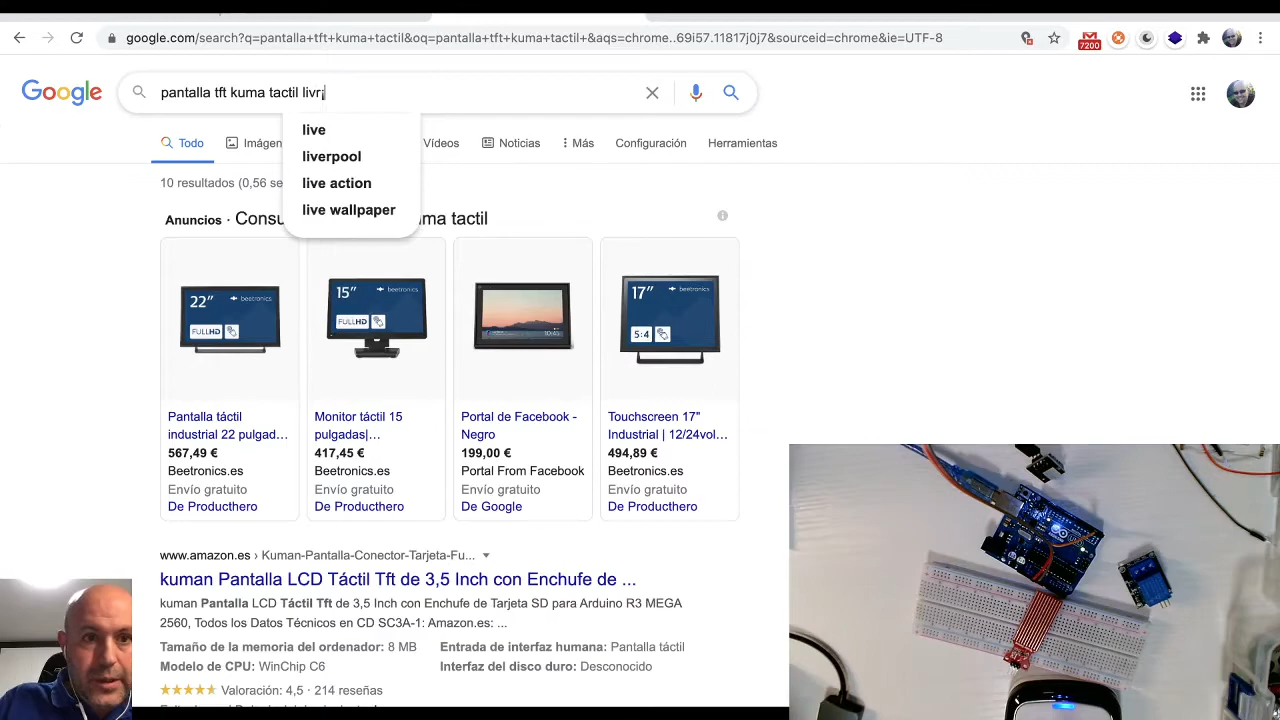 google.com/search?q=pantalla+tft+kuma+tactil&oq=pantalla+tft+kuma+tactil+&aqs=chrome..69i57.11817j0j7&sourceid=chrome&ie=UTF-8
7200
Google
pantalla tft kuma tactil livr¡
live
liverpool
live action
live wallpaper
Todo
Imágen
Vídeos
Noticias
Más
Configuración
Herramientas
10 resultados (0,56 se
Anuncios · Consu
uma tactil
22" beetronics
FULLHD
15" beetronics
FULLHD
17" beetronics
5:4
Pantalla táctil
industrial 22 pulgad...
567,49 €
Beetronics.es
Envío gratuito
De Producthero
Monitor táctil 15
pulgadas|...
417,45 €
Beetronics.es
Envío gratuito
De Producthero
Portal de Facebook -
Negro
199,00 €
Portal From Facebook
Envío gratuito
De Google
Touchscreen 17"
Industrial | 12/24vol...
494,89 €
Beetronics.es
Envío gratuito
De Producthero
www.amazon.es › Kuman-Pantalla-Conector-Tarjeta-Fu...
kuman Pantalla LCD Táctil Tft de 3,5 Inch con Enchufe de ...
kuman Pantalla LCD Táctil Tft de 3,5 Inch con Enchufe de Tarjeta SD para Arduino R3 MEGA
2560, Todos los Datos Técnicos en CD SC3A-1: Amazon.es: ...
Tamaño de la memoria del ordenador: 8 MB
Entrada de interfaz humana: Pantalla táctil
Modelo de CPU: WinChip C6
Interfaz del disco duro: Desconocido
Valoración: 4,5 · 214 reseñas